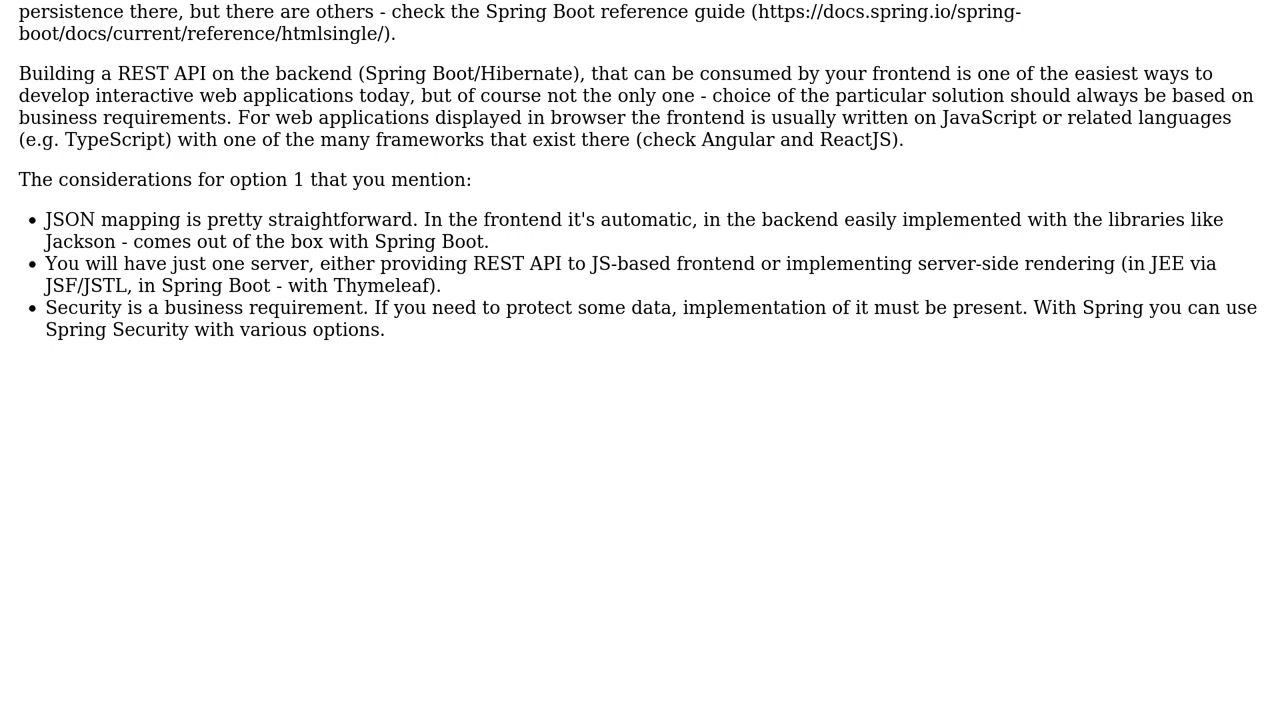 persistence there, but there are others - check the Spring Boot reference guide (https://docs.spring.io/spring-
boot/docs/current/reference/htmlsingle/).
Building a REST API on the backend (Spring Boot/Hibernate), that can be consumed by your frontend is one of the easiest ways to
develop interactive web applications today, but of course not the only one - choice of the particular solution should always be based on
business requirements. For web applications displayed in browser the frontend is usually written on JavaScript or related languages
(e.g. TypeScript) with one of the many frameworks that exist there (check Angular and ReactJS).
The considerations for option 1 that you mention:
• JSON mapping is pretty straightforward. In the frontend it's automatic, in the backend easily implemented with the libraries like
Jackson - comes out of the box with Spring Boot.
• You will have just one server, either providing REST API to JS-based frontend or implementing server-side rendering (in JEE via
JSF/JSTL, in Spring Boot - with Thymeleaf).
• Security is a business requirement. If you need to protect some data, implementation of it must be present. With Spring you can use
Spring Security with various options.